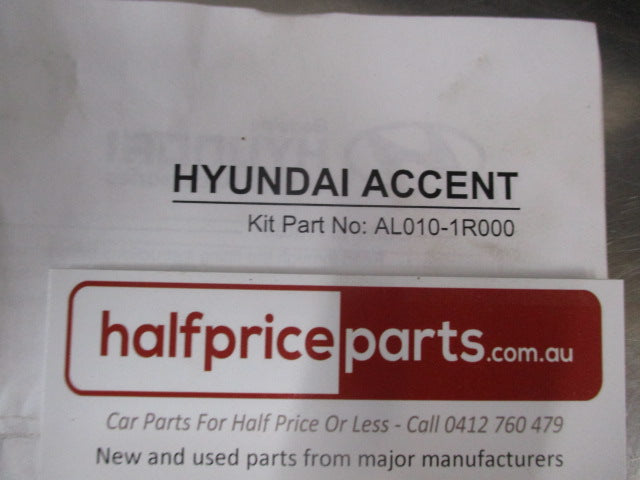 HYUNDAI ACCENT
Kit Part No: AL010-1R000
halfpriceparts.com.au
Car Parts For Half Price Or Less - Call 0412 760 479
New and used parts from major manufacturers